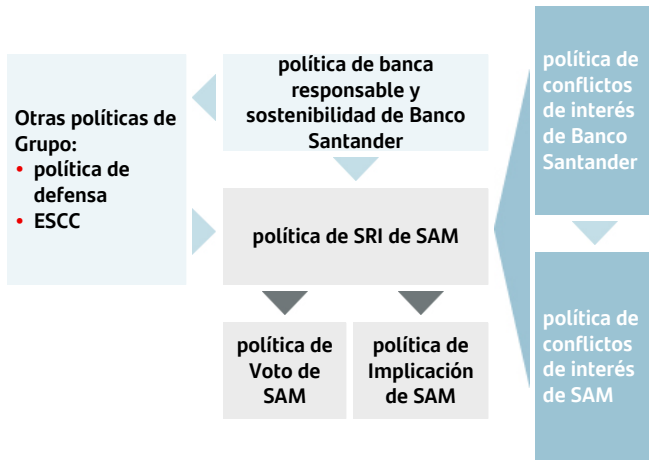 política de banca
responsable y
sostenibilidad de Banco
Santander
Otras políticas de
Grupo:
• política de
defensa
• ESCC
política de SRI de SAM
política de
Voto de
SAM
política de
Implicación
de SAM
política de
conflictos
de interés
de Banco
Santander
política de
conflictos
de interés
de SAM